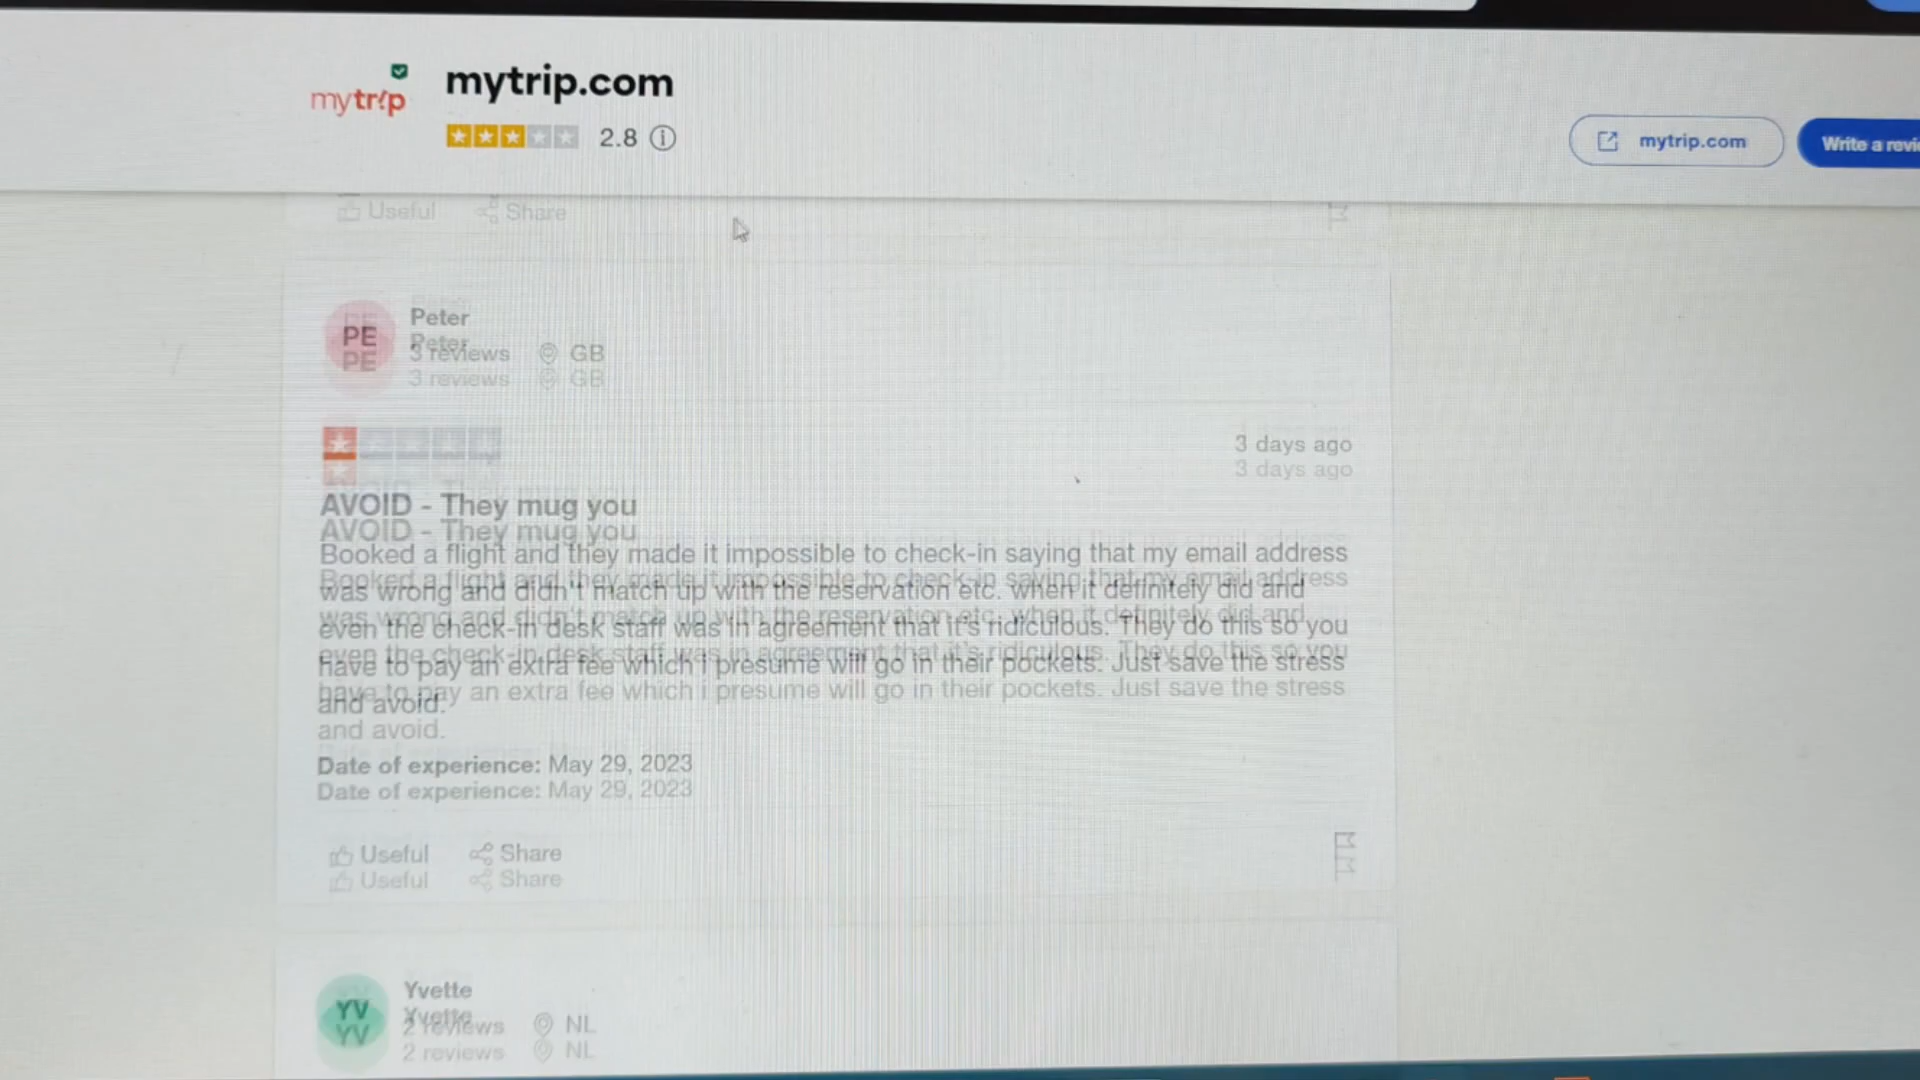 mytrip
mytrip.com
2.8
mytrip.com
Write a revie
Useful Share
Peter
3 reviews GB
PE
3 days ago
AVOID - They mug you
Booked a flight and they made it impossible to check-in saying that my email address
was wrong and didn't match up with the reservation etc. when it definitely did and
even the check-in desk staff was in agreement that it's ridiculous. They do this so you
have to pay an extra fee which i presume will go in their pockets. Just save the stress
and avoid.
Date of experience: May 29, 2023
Useful Share
Yvette
2 reviews NL
YV